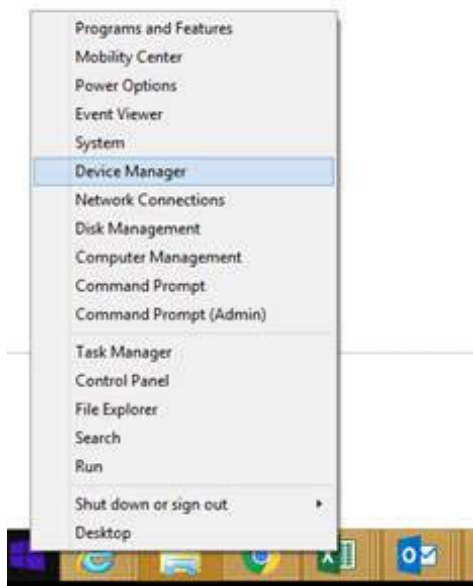 Programs and Features
Mobility Center
Power Options
Event Viewer
System
Device Manager
Network Connections
Disk Management
Computer Management
Command Prompt
Command Prompt (Admin)
Task Manager
Control Panel
File Explorer
Search
Run
Shut down or sign out
Desktop